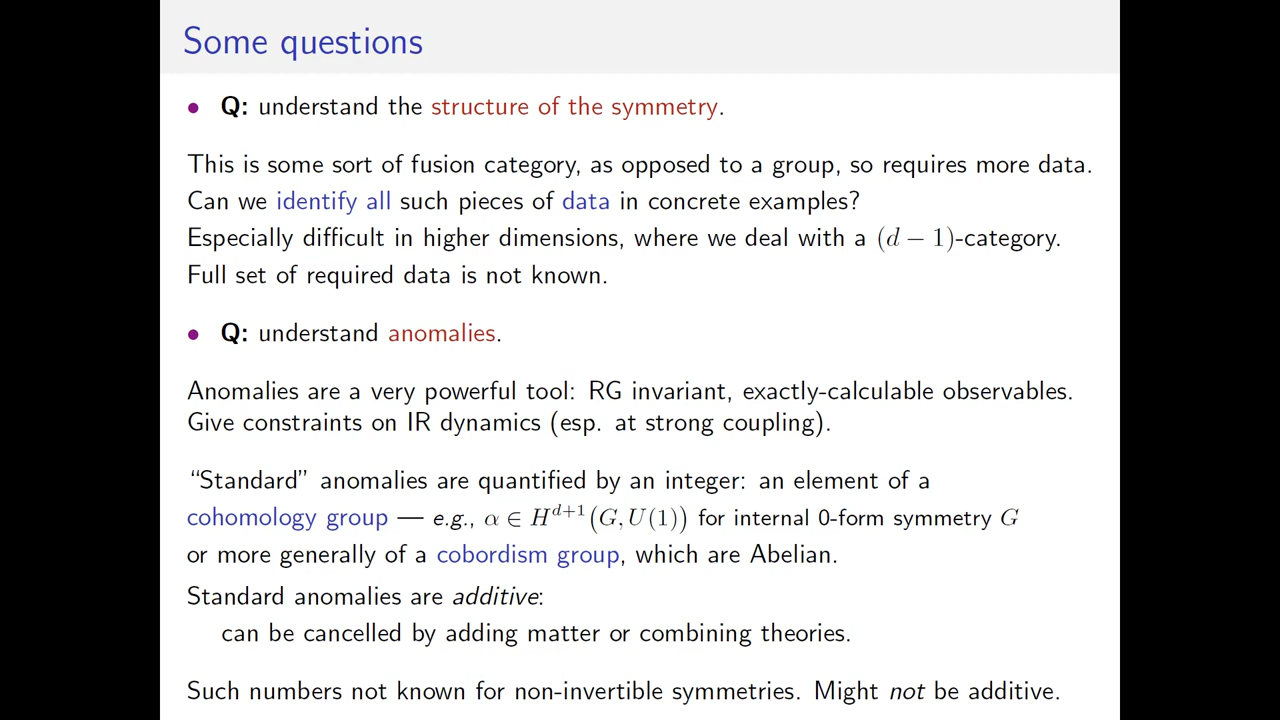 Some questions
• Q: understand the structure of the symmetry.
This is some sort of fusion category, as opposed to a group, so requires more data.
Can we identify all such pieces of data in concrete examples?
Especially difficult in higher dimensions, where we deal with a (d − 1)-category.
Full set of required data is not known.
• Q: understand anomalies.
Anomalies are a very powerful tool: RG invariant, exactly-calculable observables.
Give constraints on IR dynamics (esp. at strong coupling).
“Standard” anomalies are quantified by an integer: an element of a
cohomology group — e.g., α ∈ H^{d+1}(G, U(1)) for internal 0-form symmetry G
or more generally of a cobordism group, which are Abelian.
Standard anomalies are additive:
can be cancelled by adding matter or combining theories.
Such numbers not known for non-invertible symmetries. Might not be additive.